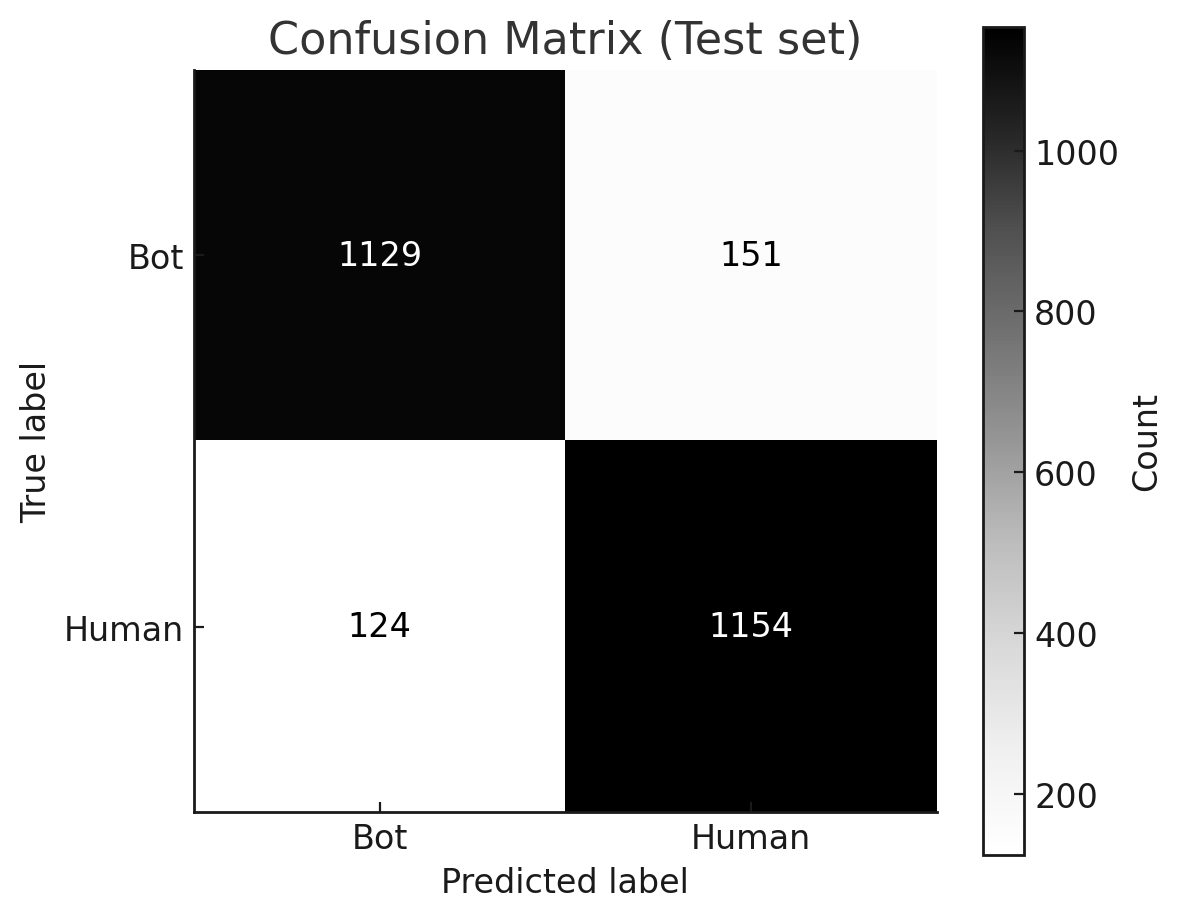 Confusion Matrix (Test set)
True label
Bot
Human
1129
151
124
1154
Bot
Human
Predicted label
1000
800
600
400
200
Count